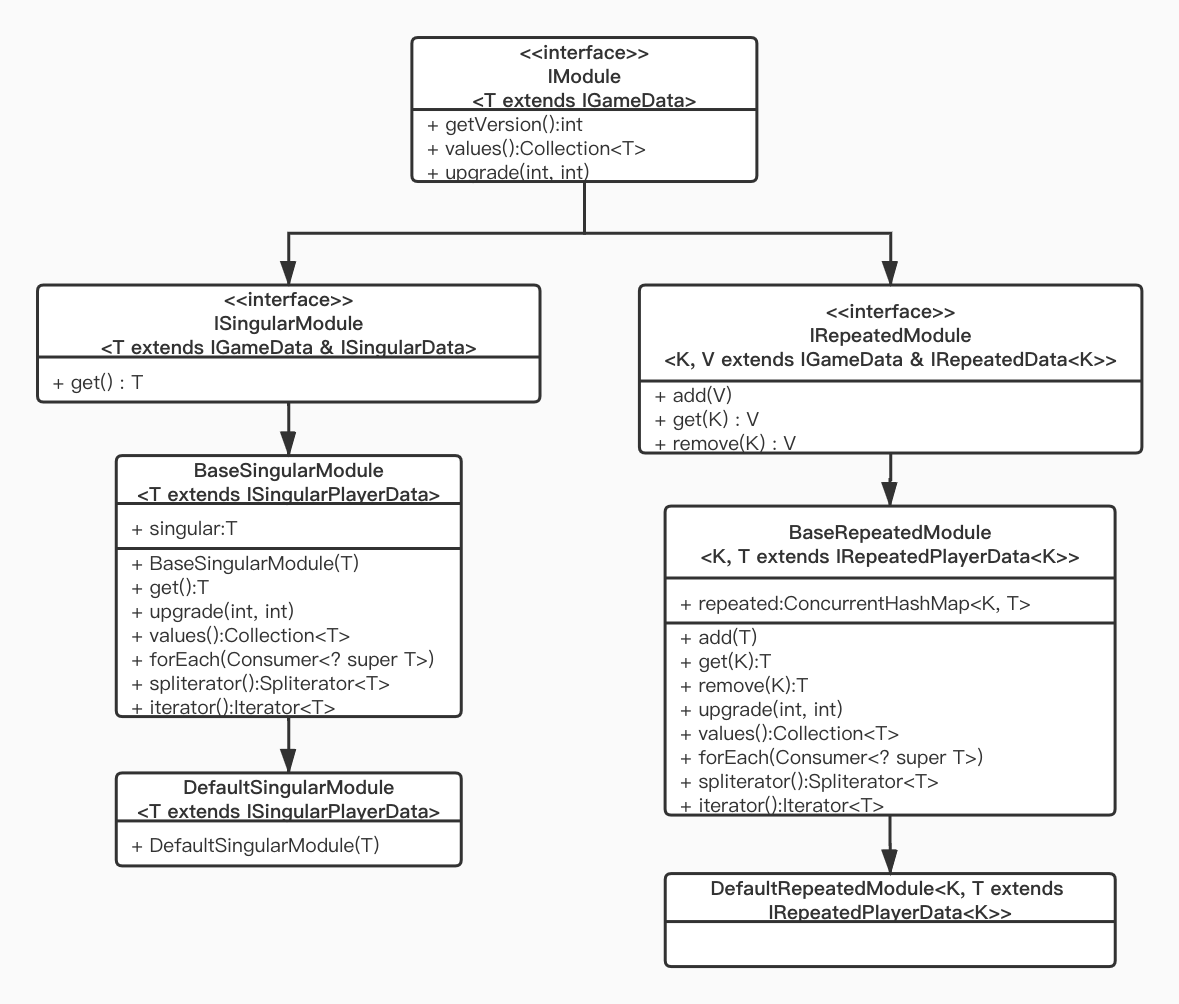 <<interface>>
IModule
<T extends IGameData>
+ getVersion():int
+ values():Collection<T>
+ upgrade(int, int)
<<interface>>
ISingularModule
<T extends IGameData & ISingularData>
+ get() : T
<<interface>>
IRepeatedModule
<K, V extends IGameData & IRepeatedData<K>>
+ add(V)
+ get(K) : V
+ remove(K) : V
BaseSingularModule
<T extends ISingularPlayerData>
+ singular:T
+ BaseSingularModule(T)
+ get():T
+ upgrade(int, int)
+ values():Collection<T>
+ forEach(Consumer<? super T>)
+ spliterator():Spliterator<T>
+ iterator():Iterator<T>
BaseRepeatedModule
<K, T extends IRepeatedPlayerData<K>>
+ repeated:ConcurrentHashMap<K, T>
+ add(T)
+ get(K):T
+ remove(K):T
+ upgrade(int, int)
+ values():Collection<T>
+ forEach(Consumer<? super T>)
+ spliterator():Spliterator<T>
+ iterator():Iterator<T>
DefaultSingularModule
<T extends ISingularPlayerData>
+ DefaultSingularModule(T)
DefaultRepeatedModule<K, T extends
IRepeatedPlayerData<K>>